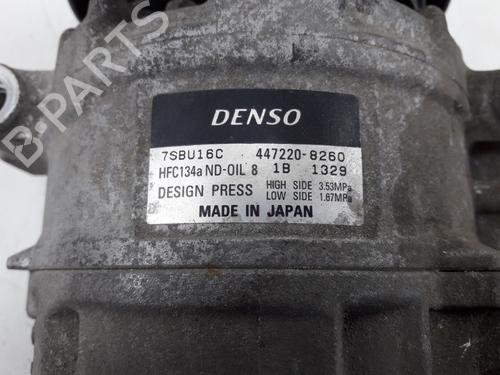 DENSO
7SBU16C 447220-8260
HFC134a ND-OIL 8 1B 1329
DESIGN PRESS HIGH SIDE 3.53MPa
LOW SIDE 1.67MPa
MADE IN JAPAN
B-PARTS